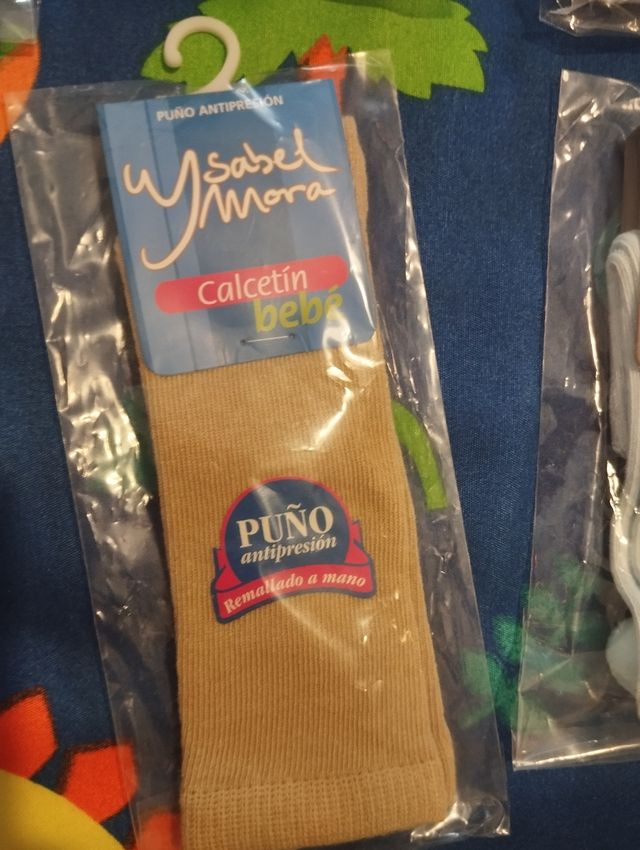 PUÑO ANTIPRESIÓN
Ysabel
Mora
Calcetín
bebé
PUÑO
antipresión
Remallado a mano